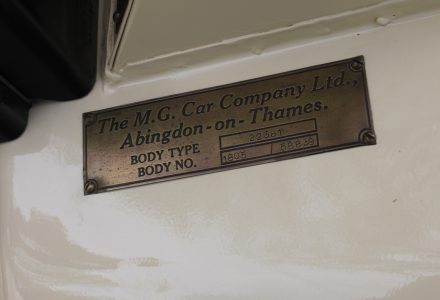 The M.G. Car Company Ltd.,
Abingdon-on-Thames.
BODY TYPE
BODY NO.